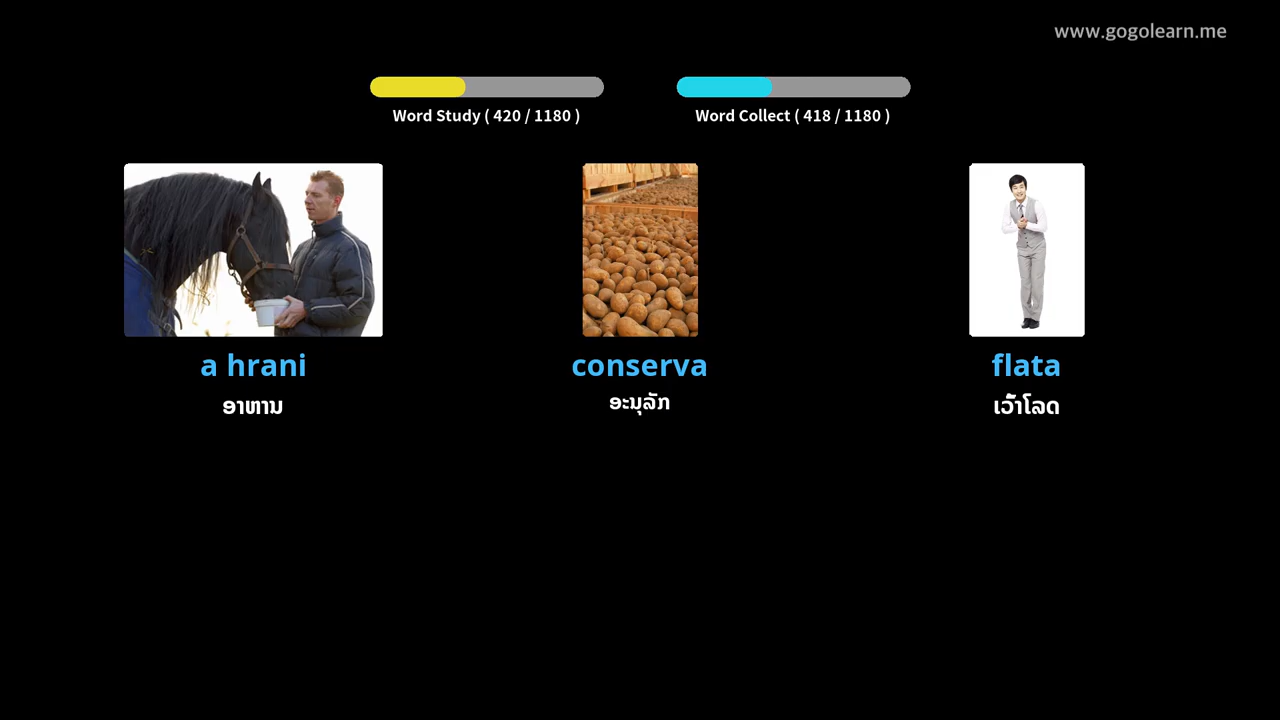 www.gogolearn.me
Word Study ( 420 / 1180 )
Word Collect ( 418 / 1180 )
a hrani
ອາຫານ
conserva
ອະນຸລັກ
flata
ເວົ້າໂລດ